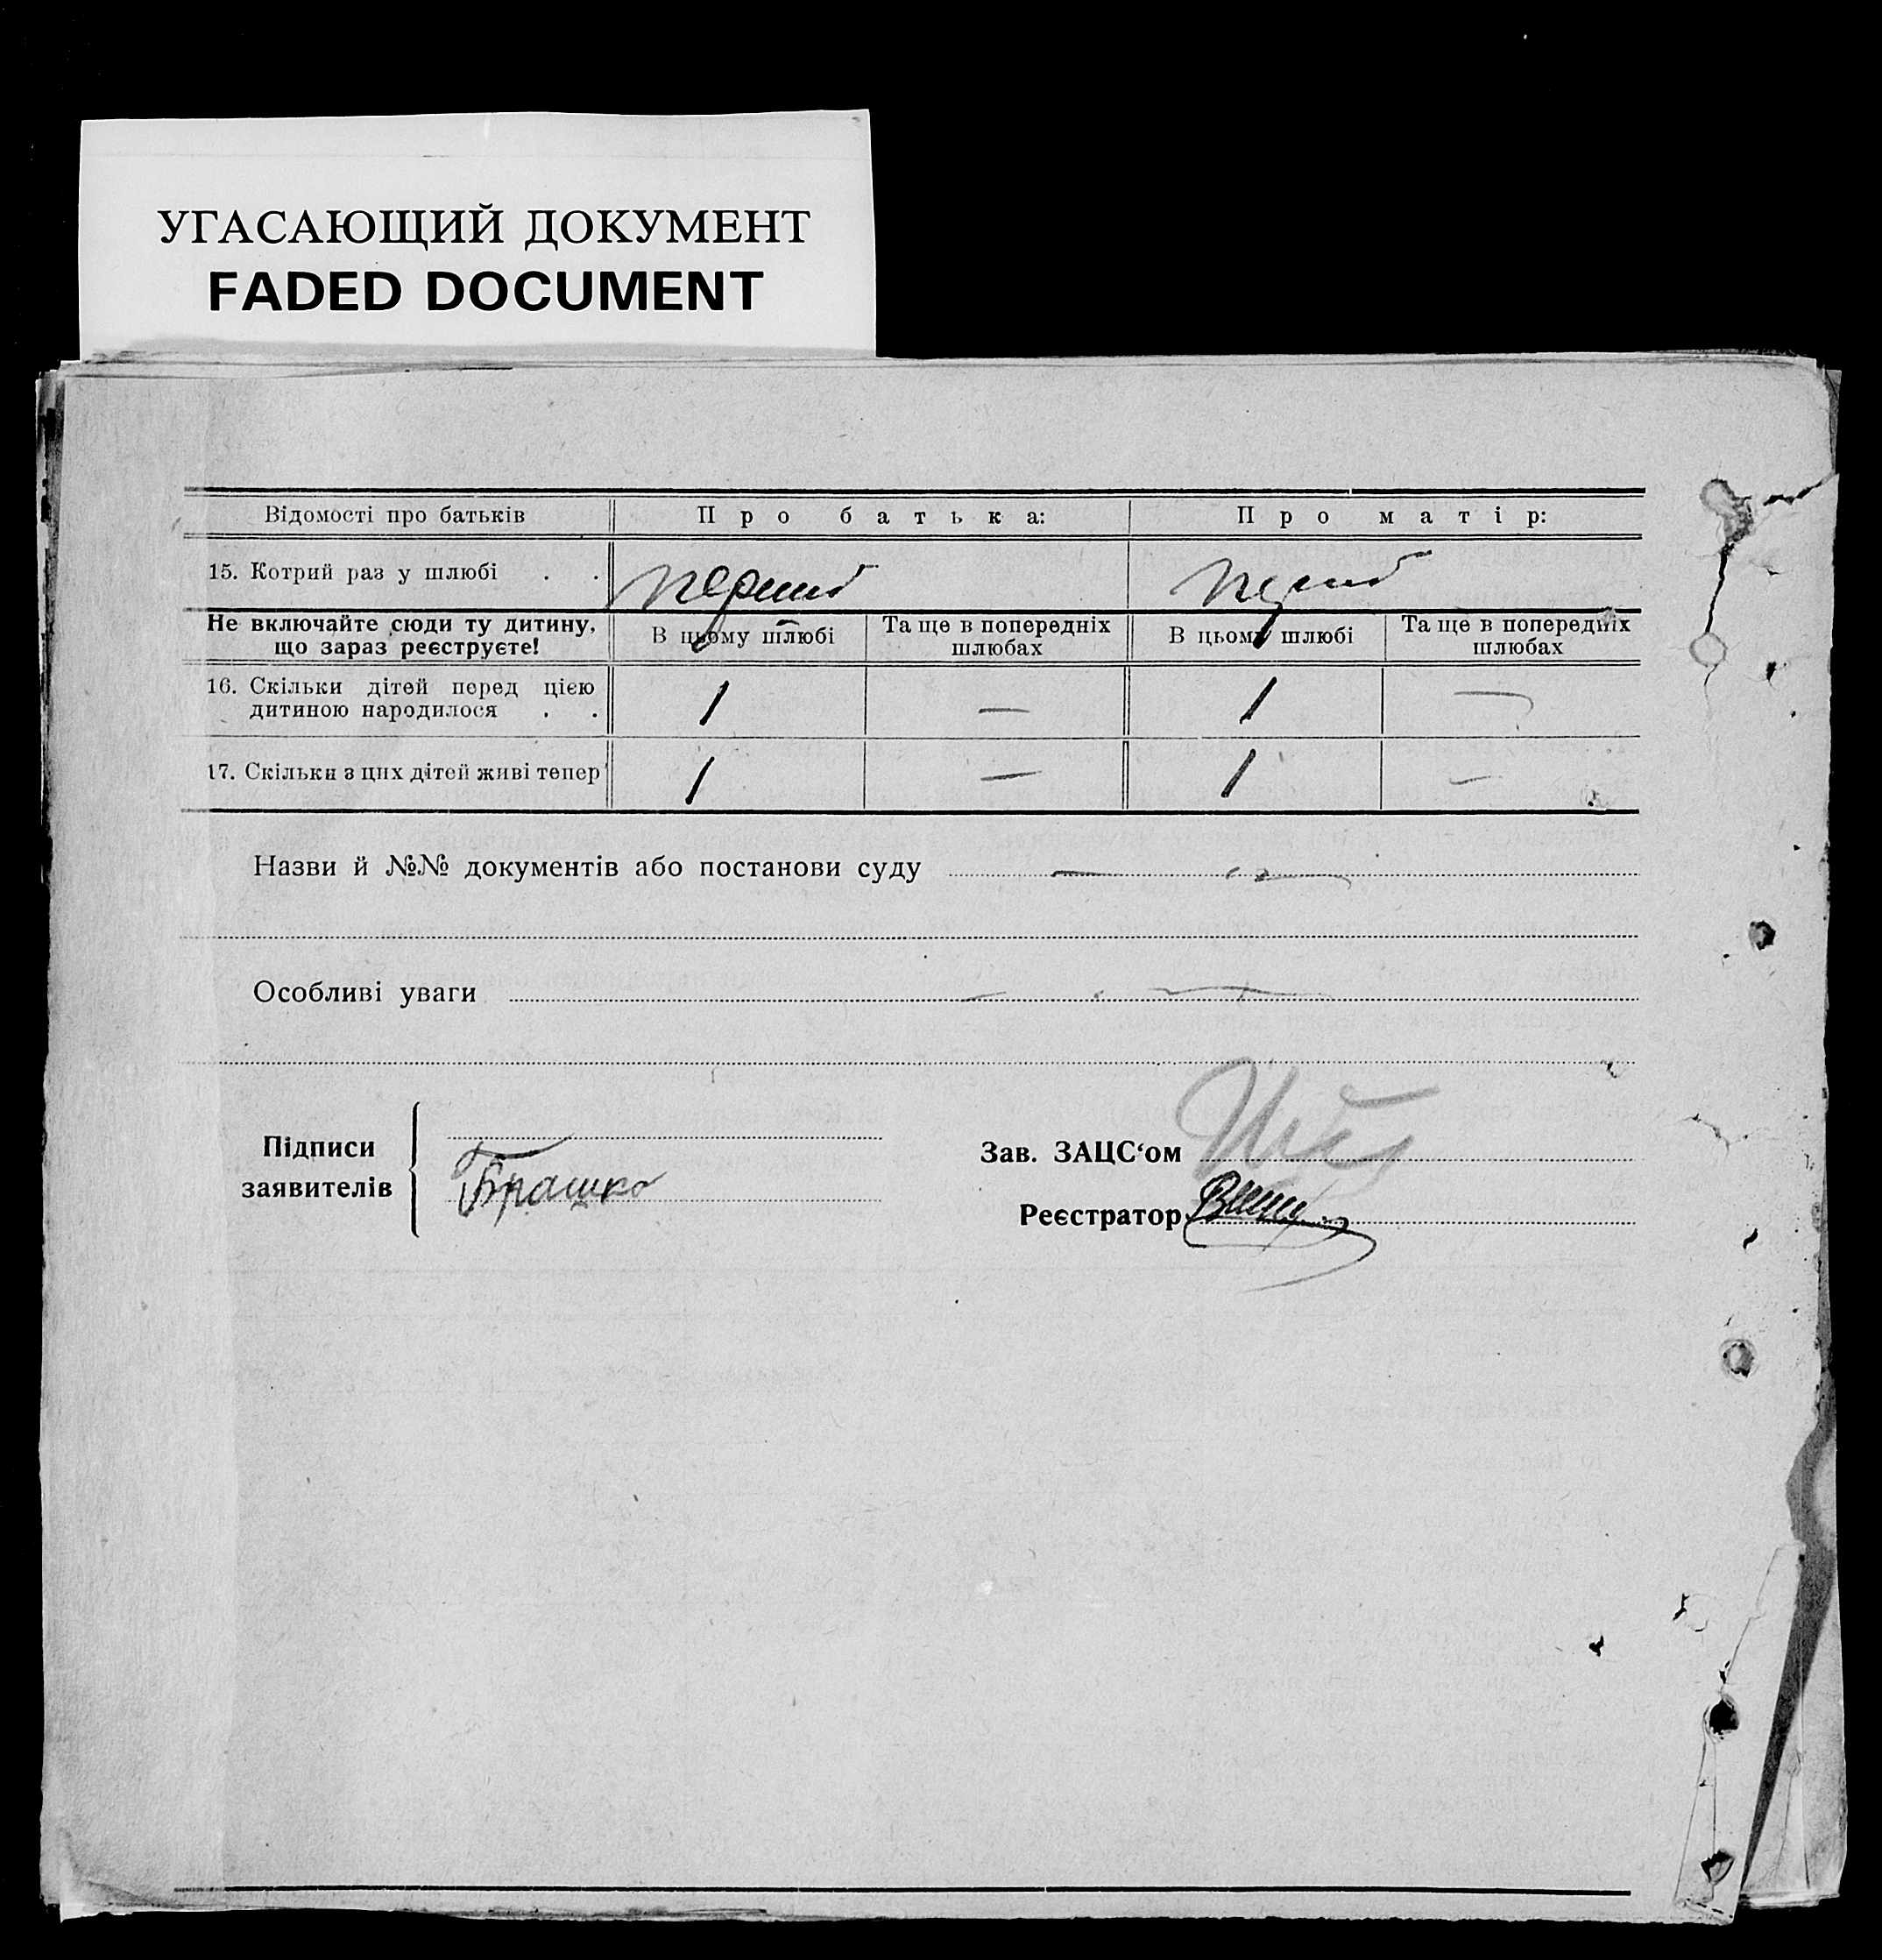 УГАСАЮЩИЙ ДОКУМЕНТ
FADED DOCUMENT
Відомості про батьків Про батька: Про матір:
15. Котрий раз у шлюбі . . перший перший
Не включайте сюди ту дитину, що зараз реєструєте! В цьому шлюбі Та ще в попередніх шлюбах В цьому шлюбі Та ще в попередніх шлюбах
16. Скільки дітей перед цією дитиною народилося . . 1 — 1 —
17. Скільки з цих дітей живі тепер 1 — 1 —
Назви й №№ документів або постанови суду —
Особливі уваги —
Підписи заявителів
Зав. ЗАЦС‘ом
Реєстратор